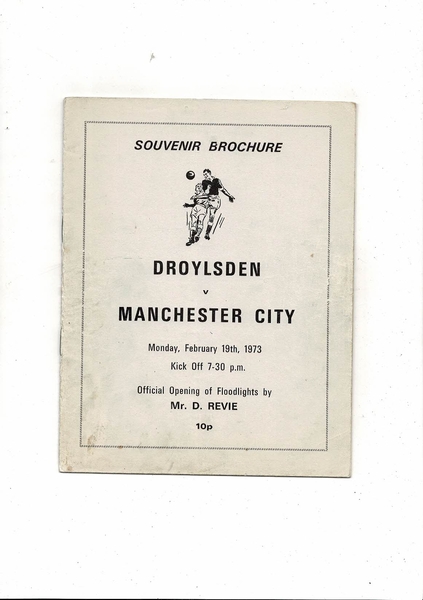 SOUVENIR BROCHURE
DROYLSDEN
v
MANCHESTER CITY
Monday, February 19th, 1973
Kick Off 7-30 p.m.
Official Opening of Floodlights by
Mr. D. REVIE
10p